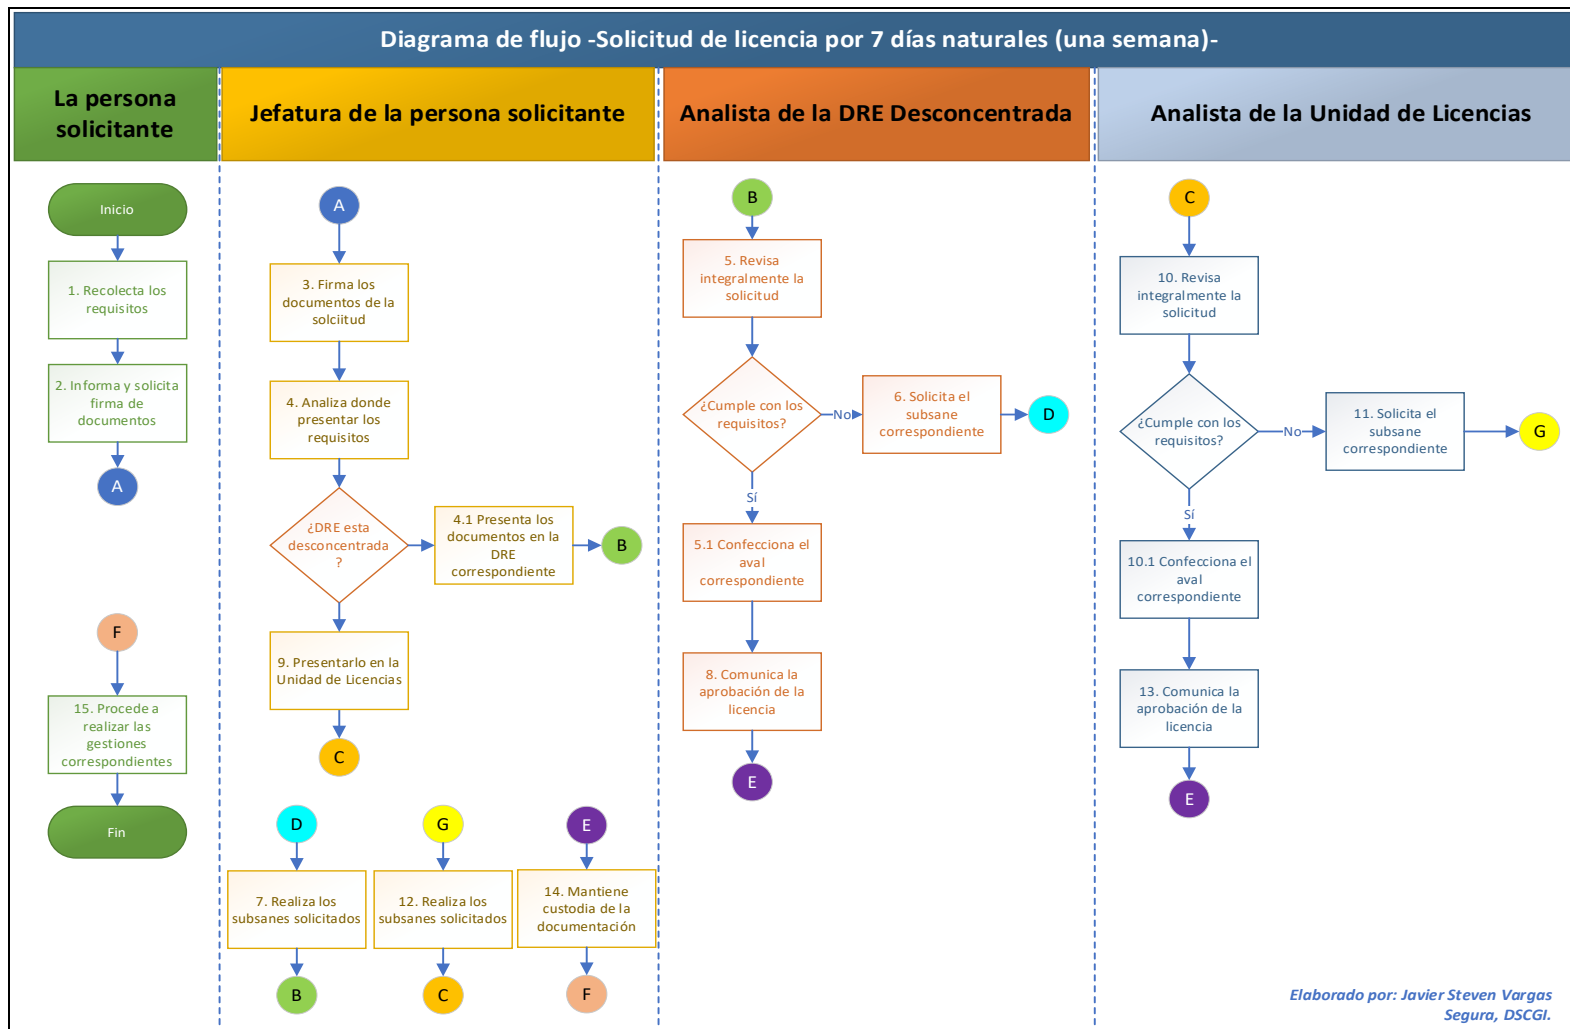 Diagrama de flujo -Solicitud de licencia por 7 días naturales (una semana)-
La persona
solicitante
Jefatura de la persona solicitante
Analista de la DRE Desconcentrada
Analista de la Unidad de Licencias
Inicio
1. Recolecta los
requisitos
2. Informa y solicita
firma de
documentos
A
F
15. Procede a
realizar las
gestiones
correspondientes
Fin
A
3. Firma los
documentos de la
solciitud
4. Analiza donde
presentar los
requisitos
¿DRE esta
desconcentrada
?
4.1 Presenta los
documentos en la
DRE
correspondiente
B
9. Presentarlo en la
Unidad de Licencias
C
D
7. Realiza los
subsanes solicitados
B
G
12. Realiza los
subsanes solicitados
C
E
14. Mantiene
custodia de la
documentación
F
B
5. Revisa
integralmente la
solicitud
¿Cumple con los
requisitos?
No
6. Solicita el
subsane
correspondiente
D
Sí
5.1 Confecciona el
aval
correspondiente
8. Comunica la
aprobación de la
licencia
E
C
10. Revisa
integralmente la
solicitud
¿Cumple con los
requisitos?
No
11. Solicita el
subsane
correspondiente
G
Sí
10.1 Confecciona el
aval
correspondiente
13. Comunica la
aprobación de la
licencia
E
Elaborado por: Javier Steven Vargas
Segura, DSCGI.